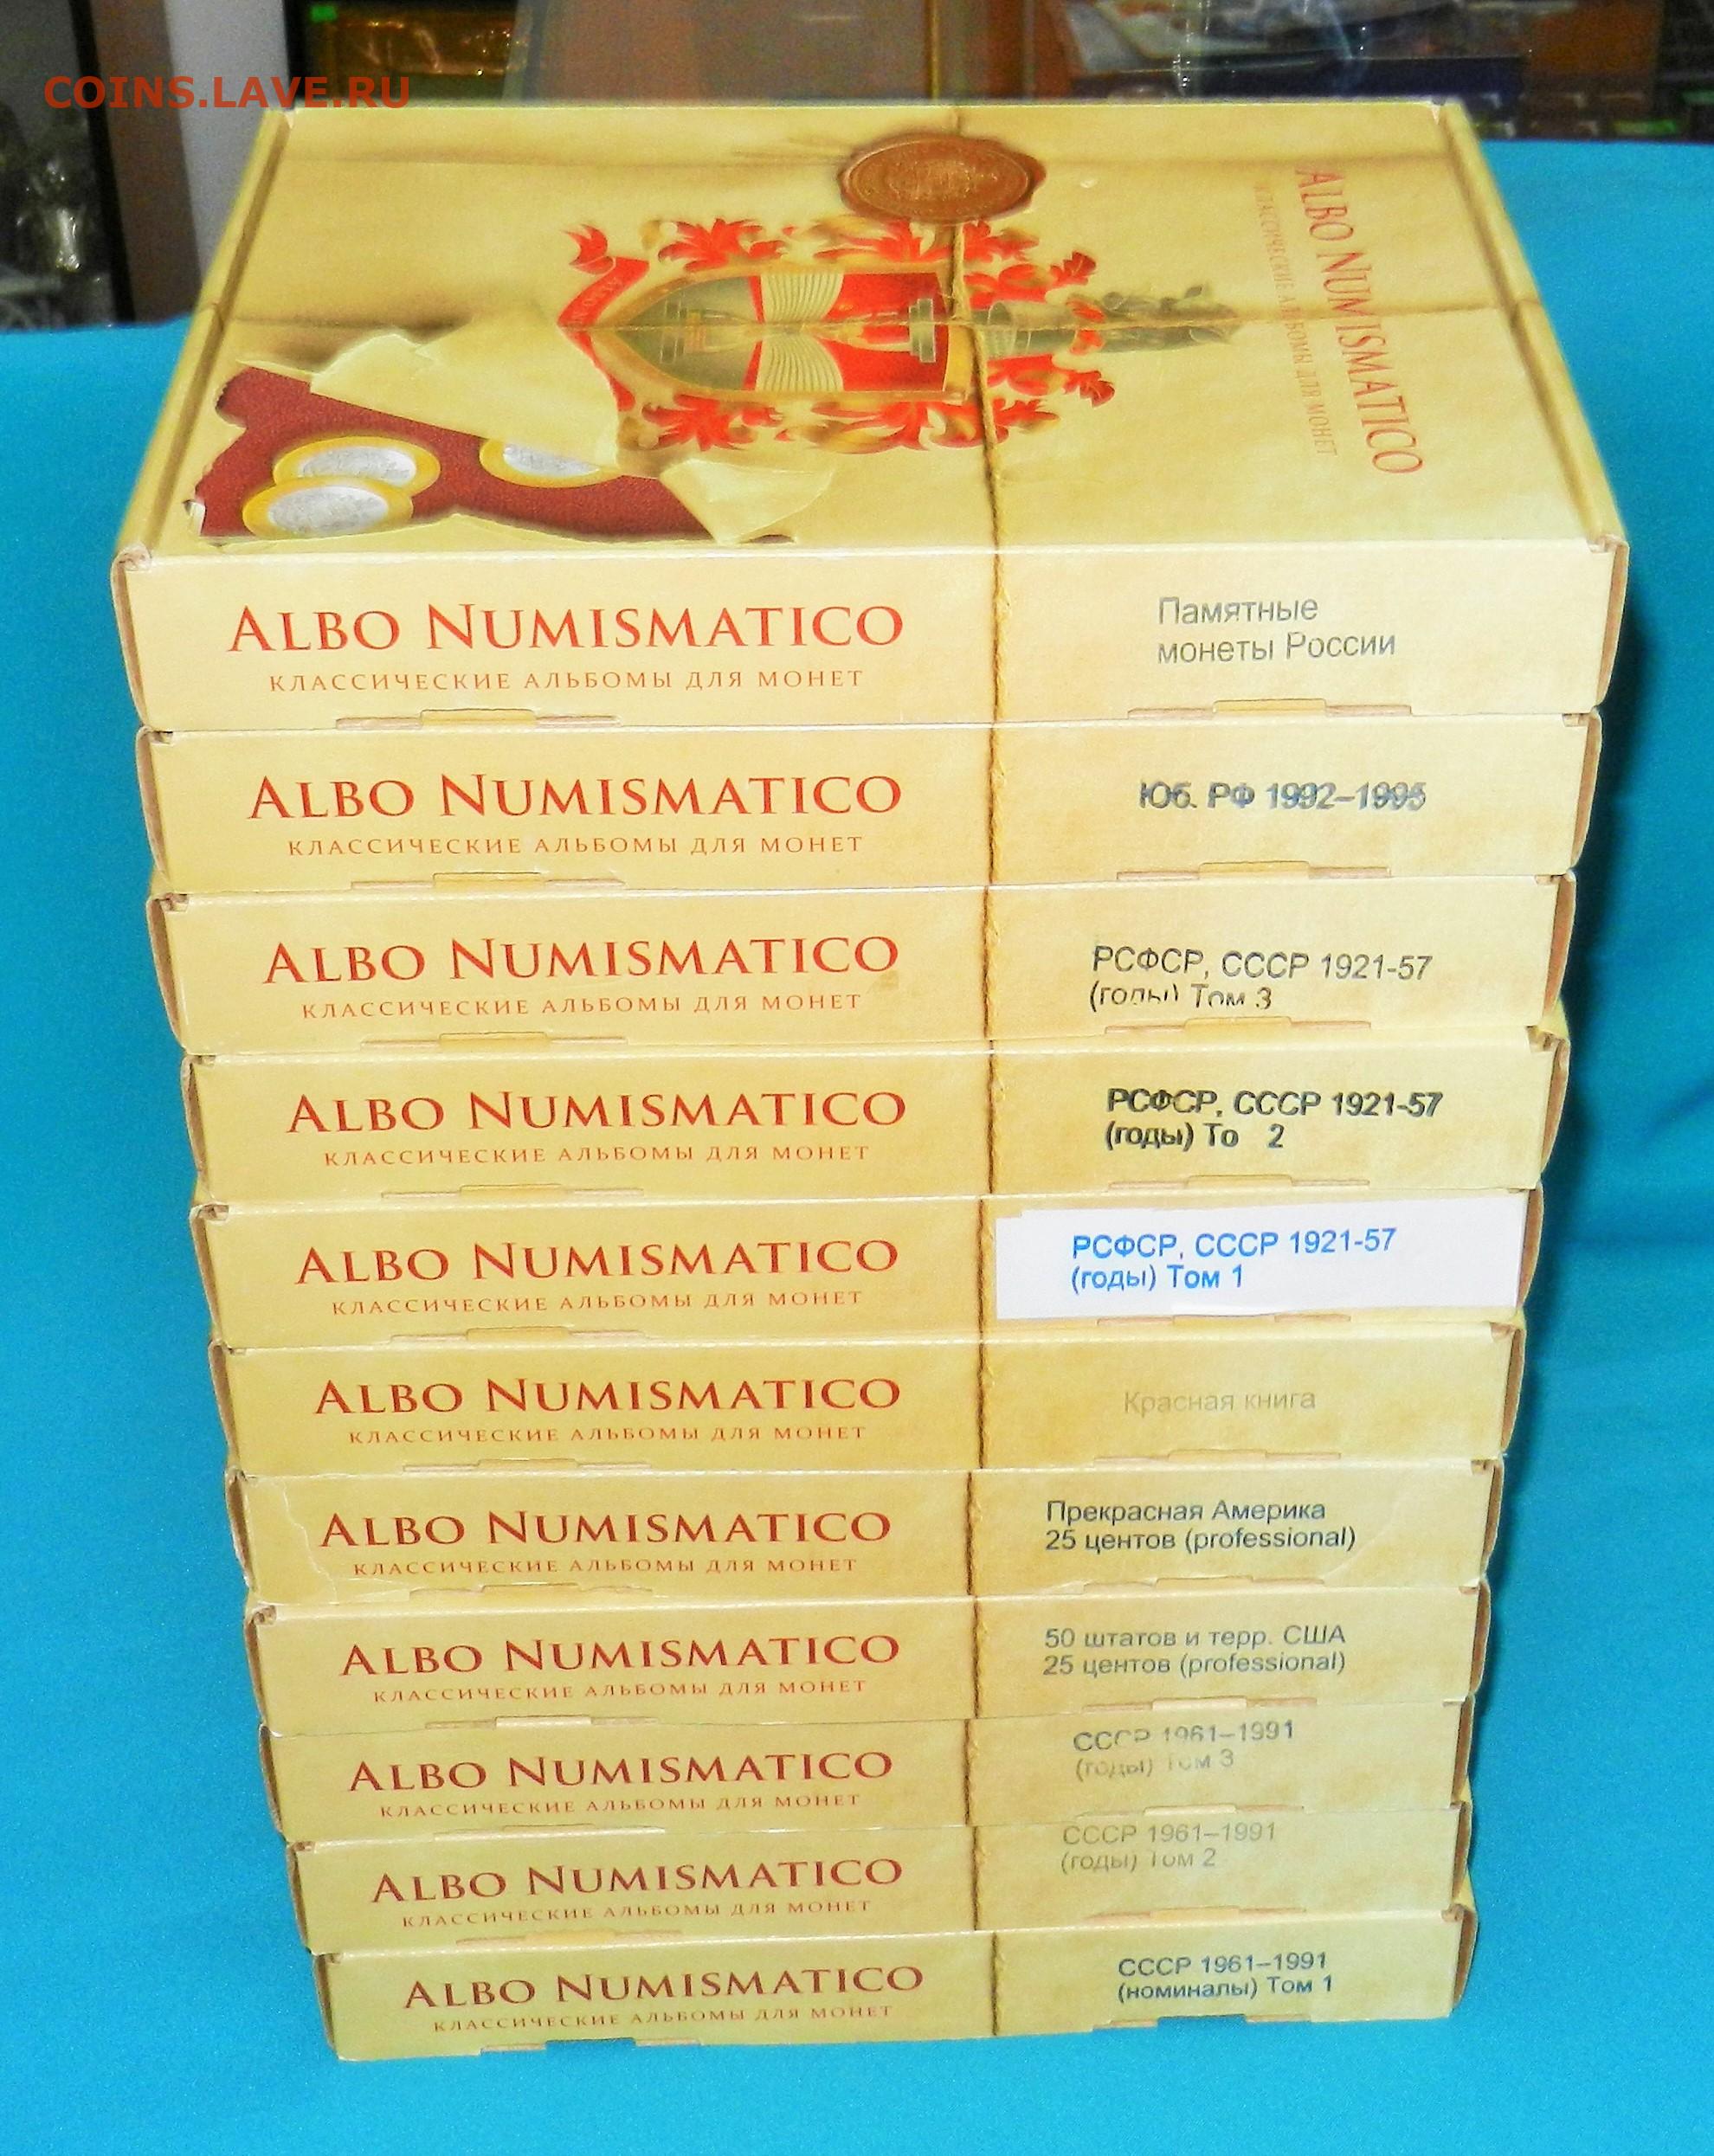 COINS.LAVE.RU
ALBO NUMISMATICO
КЛАССИЧЕСКИЕ АЛЬБОМЫ ДЛЯ МОНЕТ
ALBO NUMISMATICO
КЛАССИЧЕСКИЕ АЛЬБОМЫ ДЛЯ МОНЕТ
Памятные
монеты России
ALBO NUMISMATICO
КЛАССИЧЕСКИЕ АЛЬБОМЫ ДЛЯ МОНЕТ
Юб. РФ 1992–1995
ALBO NUMISMATICO
КЛАССИЧЕСКИЕ АЛЬБОМЫ ДЛЯ МОНЕТ
РСФСР, СССР 1921-57
(годы) Том 3
ALBO NUMISMATICO
КЛАССИЧЕСКИЕ АЛЬБОМЫ ДЛЯ МОНЕТ
РСФСР, СССР 1921-57
(годы) То 2
ALBO NUMISMATICO
КЛАССИЧЕСКИЕ АЛЬБОМЫ ДЛЯ МОНЕТ
РСФСР, СССР 1921-57
(годы) Том 1
ALBO NUMISMATICO
КЛАССИЧЕСКИЕ АЛЬБОМЫ ДЛЯ МОНЕТ
Красная книга
ALBO NUMISMATICO
КЛАССИЧЕСКИЕ АЛЬБОМЫ ДЛЯ МОНЕТ
Прекрасная Америка
25 центов (professional)
ALBO NUMISMATICO
КЛАССИЧЕСКИЕ АЛЬБОМЫ ДЛЯ МОНЕТ
50 штатов и терр. США
25 центов (professional)
ALBO NUMISMATICO
КЛАССИЧЕСКИЕ АЛЬБОМЫ ДЛЯ МОНЕТ
СССР 1961–1991
(годы) Том 3
ALBO NUMISMATICO
КЛАССИЧЕСКИЕ АЛЬБОМЫ ДЛЯ МОНЕТ
СССР 1961–1991
(годы) Том 2
ALBO NUMISMATICO
КЛАССИЧЕСКИЕ АЛЬБОМЫ ДЛЯ МОНЕТ
СССР 1961–1991
(номиналы) Том 1